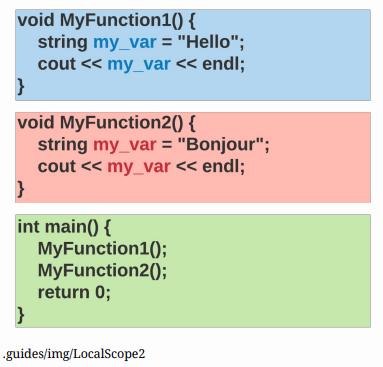 void MyFunction1() {
string my_var = "Hello";
cout << my_var << endl;
}
void MyFunction2() {
string my_var = "Bonjour";
cout << my_var << endl;
}
int main() {
MyFunction1();
MyFunction2();
return 0;
}
.guides/img/LocalScope2